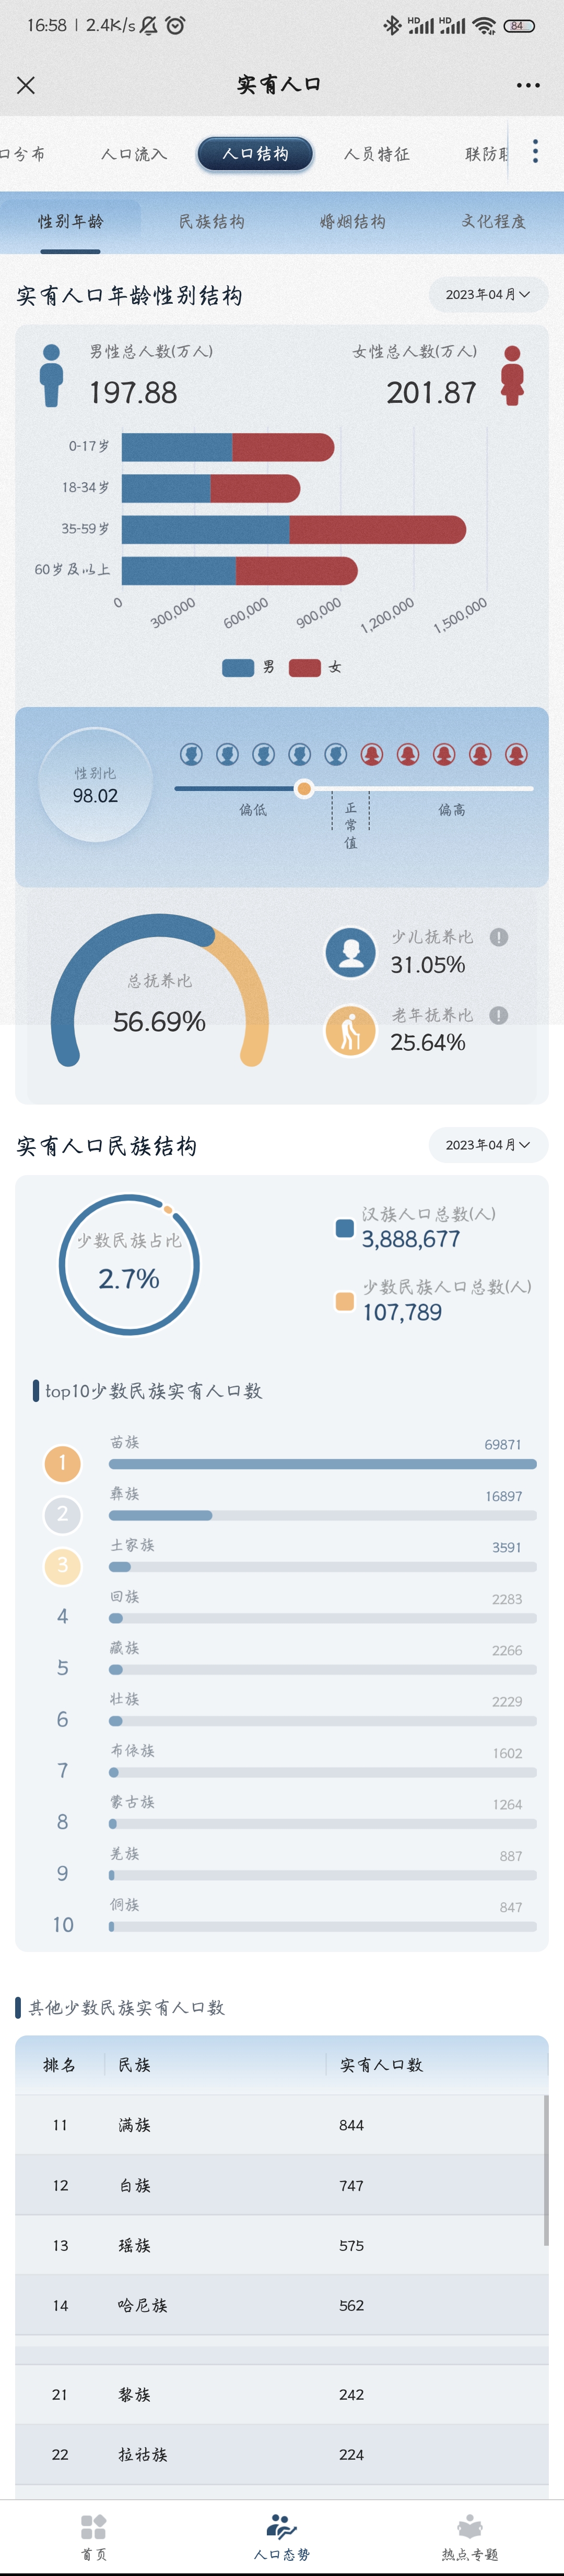 16:58 | 2.4K/s
HD HD 84
实有人口
口分布 人口流入 人口结构 人员特征 联防联
性别年龄 民族结构 婚姻结构 文化程度
实有人口年龄性别结构 2023年04月
男性总人数(万人) 女性总人数(万人)
197.88 201.87
0-17岁
18-34岁
35-59岁
60岁及以上
0 300,000 600,000 900,000 1,200,000 1,500,000
男 女
性别比
98.02
偏低 正常值 偏高
总抚养比
56.69%
少儿抚养比
31.05%
老年抚养比
25.64%
实有人口民族结构 2023年04月
少数民族占比
2.7%
汉族人口总数(人)
3,888,677
少数民族人口总数(人)
107,789
top10少数民族实有人口数
1 苗族 69871
2 彝族 16897
3 土家族 3591
4 回族 2283
5 藏族 2266
6 壮族 2229
7 布依族 1602
8 蒙古族 1264
9 羌族 887
10 侗族 847
其他少数民族实有人口数
排名 民族 实有人口数
11 满族 844
12 白族 747
13 瑶族 575
14 哈尼族 562
21 黎族 242
22 拉祜族 224
首页 人口态势 热点专题